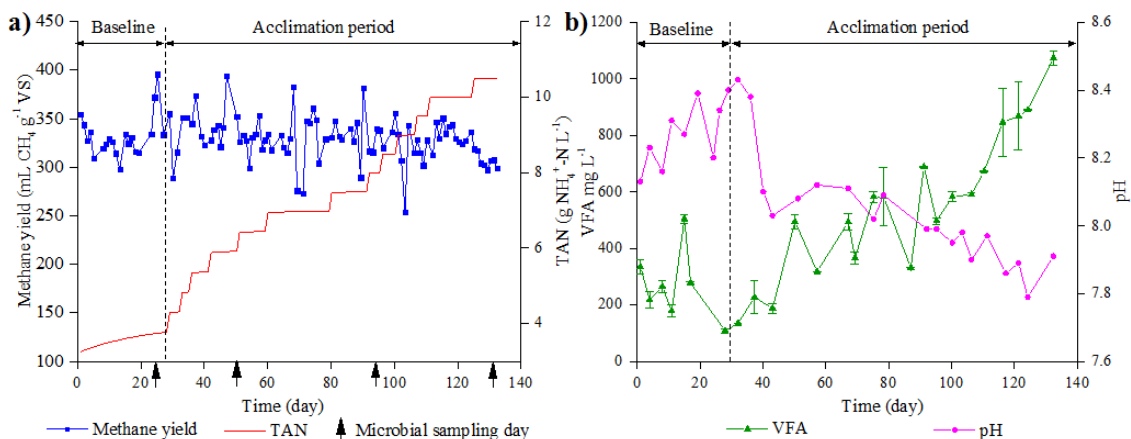 a)
Baseline
Acclimation period
Methane yield (mL CH₄ g⁻¹ VS)
450
400
350
300
250
200
150
100
TAN (g NH₄⁺-N L⁻¹)
12
10
8
6
4
0 20 40 60 80 100 120 140
Time (day)
Methane yield TAN Microbial sampling day
b)
Baseline
Acclimation period
VFA mg L⁻¹
1200
1000
800
600
400
200
0
pH
8.6
8.4
8.2
8.0
7.8
7.6
0 20 40 60 80 100 120 140
Time (day)
VFA pH